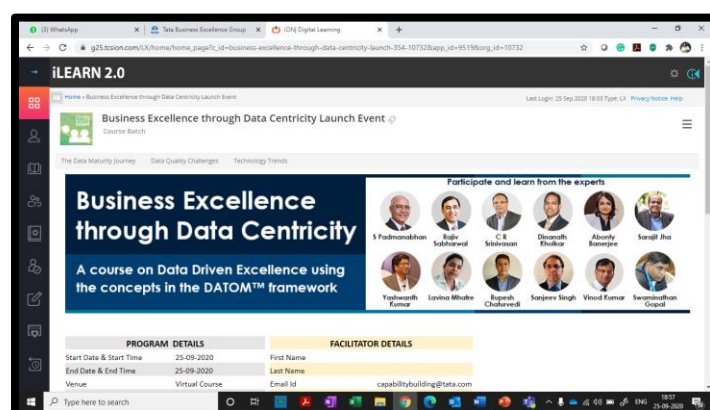 (3) WhatsApp
Tata Business Excellence Group
iON| Digital Learning
g25.tcsion.com/LX/home/home_page?c_id=business-excellence-through-data-centricity-launch-354-10732&app_id=9519&org_id=10732
iLEARN 2.0
Home » Business Excellence through Data Centricity Launch Event
Last Login: 25 Sep 2020 18:03 Type: LX Privacy Notice Help
Business Excellence through Data Centricity Launch Event
Course Batch
The Data Maturity Journey Data Quality Challenges Technology Trends
Business Excellence
through Data Centricity
A course on Data Driven Excellence using
the concepts in the DATOM™ framework
Participate and learn from the experts
S Padmanabhan
Rajiv
Sabharwal
C R
Srinivasan
Dinanath
Kholkar
Abonty
Banerjee
Sarajit Jha
Yashwanth
Kumar
Lavina Mhatre
Rupesh
Chaturvedi
Sanjeev Singh
Vinod Kumar
Swaminathan
Gopal
PROGRAM DETAILS
Start Date & Start Time 25-09-2020
End Date & End Time 25-09-2020
Venue Virtual Course
FACILITATOR DETAILS
First Name
Last Name
Email Id capabilitybuilding@tata.com
Type here to search
ENG
18:57
25-09-2020